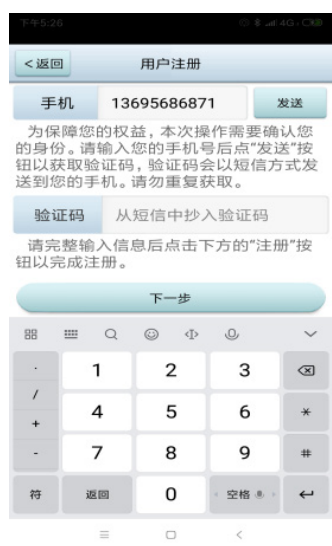 下午5:26
4G
<返回
用户注册
手机
13695686871
发送
为保障您的权益，本次操作需要确认您
的身份。请输入您的手机号后点"发送"按
钮以获取验证码，验证码会以短信方式发
送到您的手机。请勿重复获取。
验证码
从短信中抄入验证码
请完整输入信息后点击下方的"注册"按
钮以完成注册。
下一步
.
1
2
3
/
4
5
6
*
+
-
7
8
9
#
符
返回
0
空格